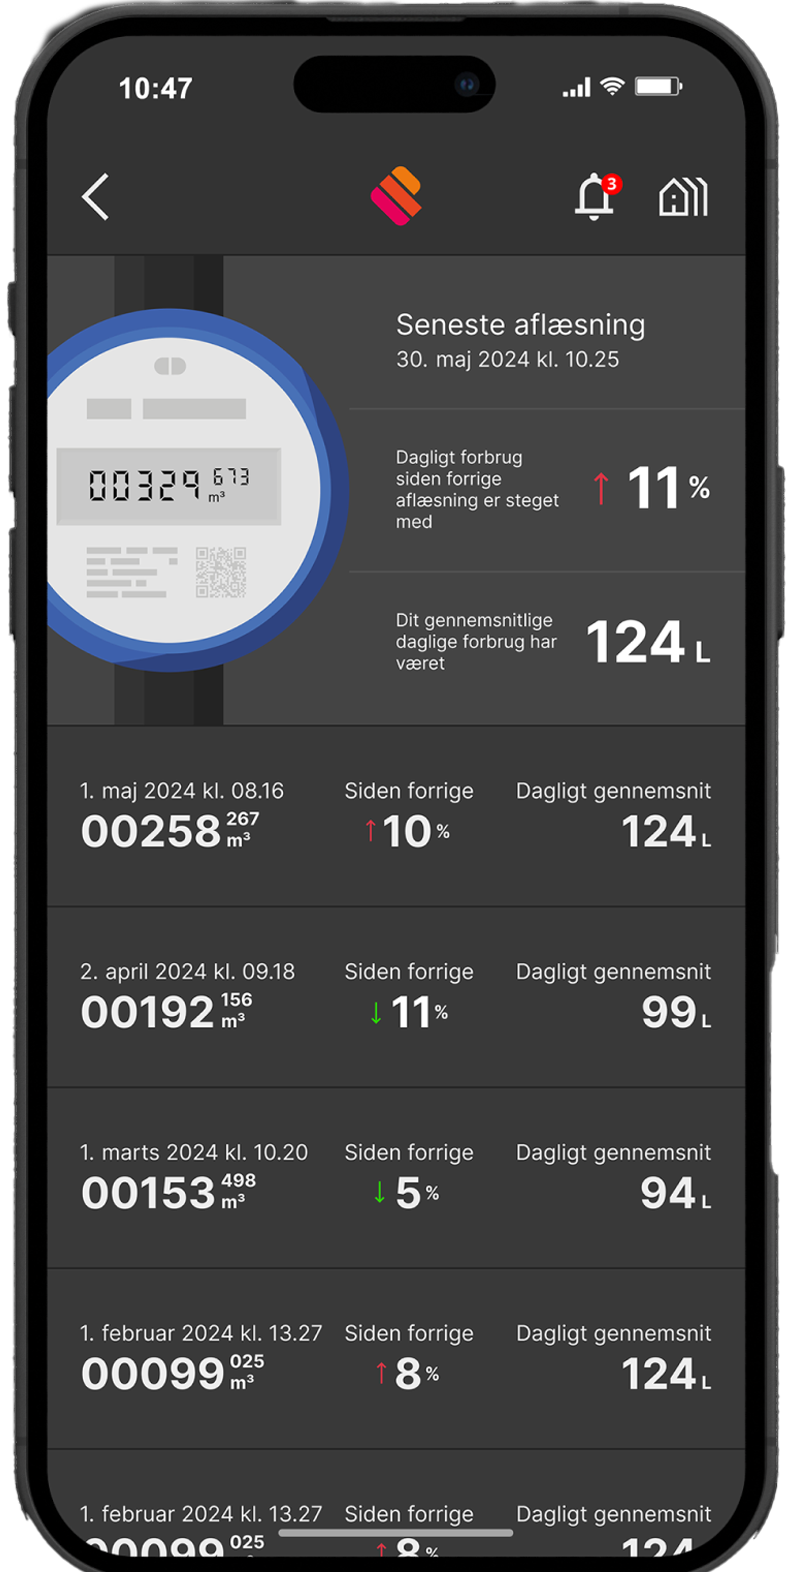 10:47
3
Seneste aflæsning
30. maj 2024 kl. 10.25
00329 673
m³
Dagligt forbrug
siden forrige
aflæsning er steget
med
↑ 11 %
Dit gennemsnitlige
daglige forbrug har
været
124 L
1. maj 2024 kl. 08.16 Siden forrige Dagligt gennemsnit
00258 267 m³ ↑ 10 % 124 L
2. april 2024 kl. 09.18 Siden forrige Dagligt gennemsnit
00192 156 m³ ↓ 11 % 99 L
1. marts 2024 kl. 10.20 Siden forrige Dagligt gennemsnit
00153 498 m³ ↓ 5 % 94 L
1. februar 2024 kl. 13.27 Siden forrige Dagligt gennemsnit
00099 025 m³ ↑ 8 % 124 L
1. februar 2024 kl. 13.27 Siden forrige Dagligt gennemsnit
00099 025 ↑ 8 % 124